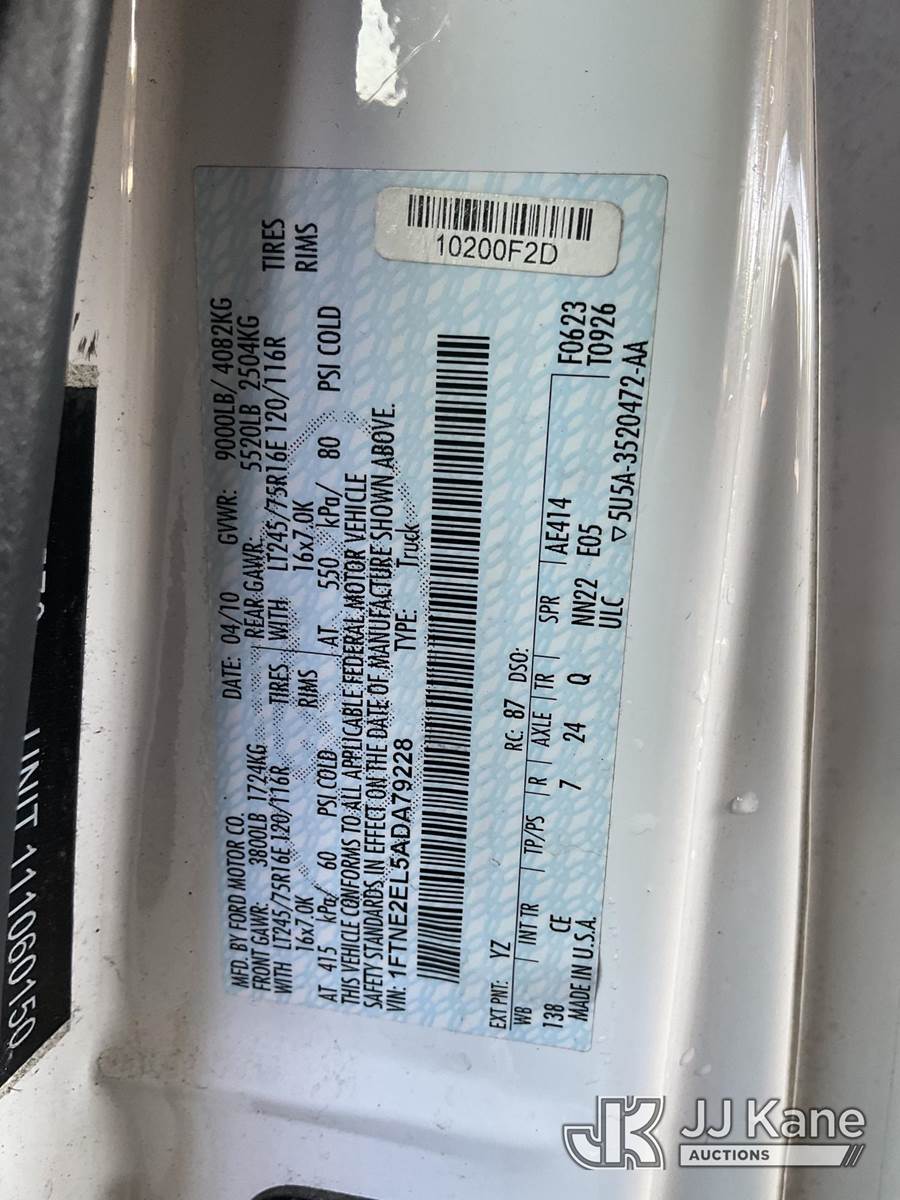 MFD. BY FORD MOTOR CO.
DATE: 04/10 GVWR: 9000LB/ 4082KG
FRONT GAWR: 3800LB 1724KG REAR GAWR: 5520LB 2504KG
WITH LT245/75R16E 120/116R TIRES WITH LT245/75R16E 120/116R TIRES
16x7.0K RIMS 16x7.0K RIMS
AT 415 kPa/ 60 PSI COLD AT 550 kPa/ 80 PSI COLD
THIS VEHICLE CONFORMS TO ALL APPLICABLE FEDERAL MOTOR VEHICLE
SAFETY STANDARDS IN EFFECT ON THE DATE OF MANUFACTURE SHOWN ABOVE.
VIN: 1FTNE2EL5ADA79228 TYPE: Truck
10200F2D
EXT PNT: YZ RC: 87 DSO: F0623
WB INT TR TP/PS R AXLE TR SPR AE414 T0926
138 CE 7 24 Q NN22 E05
MADE IN U.S.A. ULC
▽5U5A-3520472-AA
UNIT 111060150
JK JJ Kane
AUCTIONS